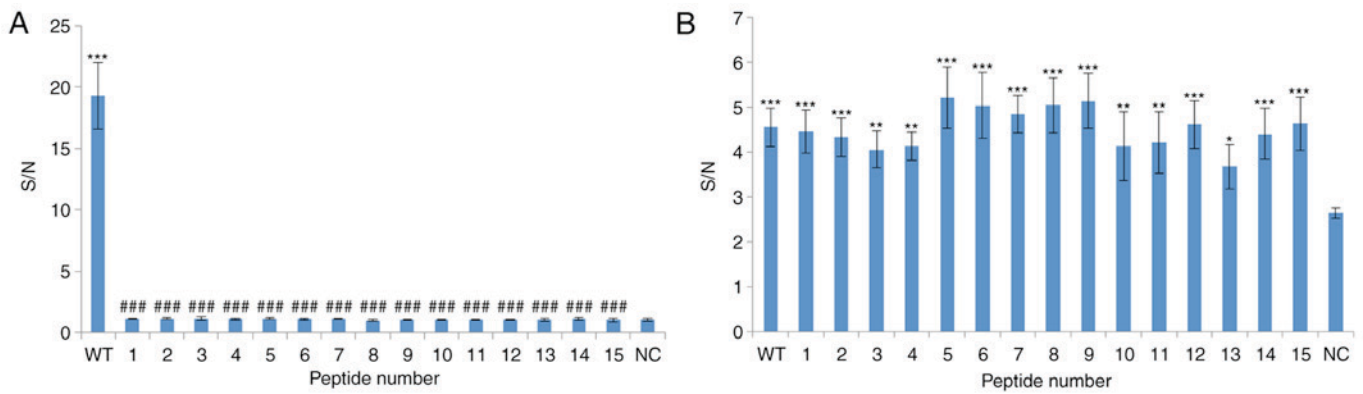 A
25
20
15
10
5
0
S/N
***
### ### ### ### ### ### ### ### ### ### ### ### ### ### ###
WT 1 2 3 4 5 6 7 8 9 10 11 12 13 14 15 NC
Peptide number
B
7
6
5
4
3
2
1
0
S/N
*** *** *** ** ** *** *** *** *** *** ** ** *** * *** ***
WT 1 2 3 4 5 6 7 8 9 10 11 12 13 14 15 NC
Peptide number